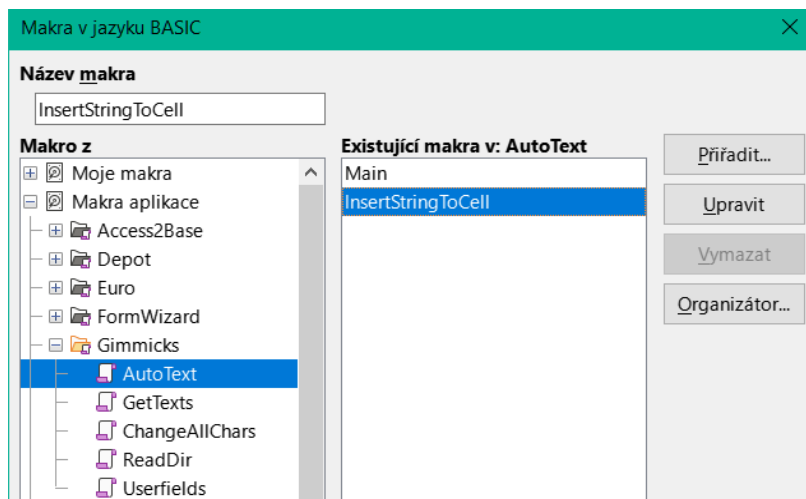 Makra v jazyku BASIC
Název makra
InsertStringToCell
Makro z
Moje makra
Makra aplikace
Access2Base
Depot
Euro
FormWizard
Gimmicks
AutoText
GetTexts
ChangeAllChars
ReadDir
Userfields
Existující makra v: AutoText
Main
InsertStringToCell
Přiřadit...
Upravit
Vymazat
Organizátor...